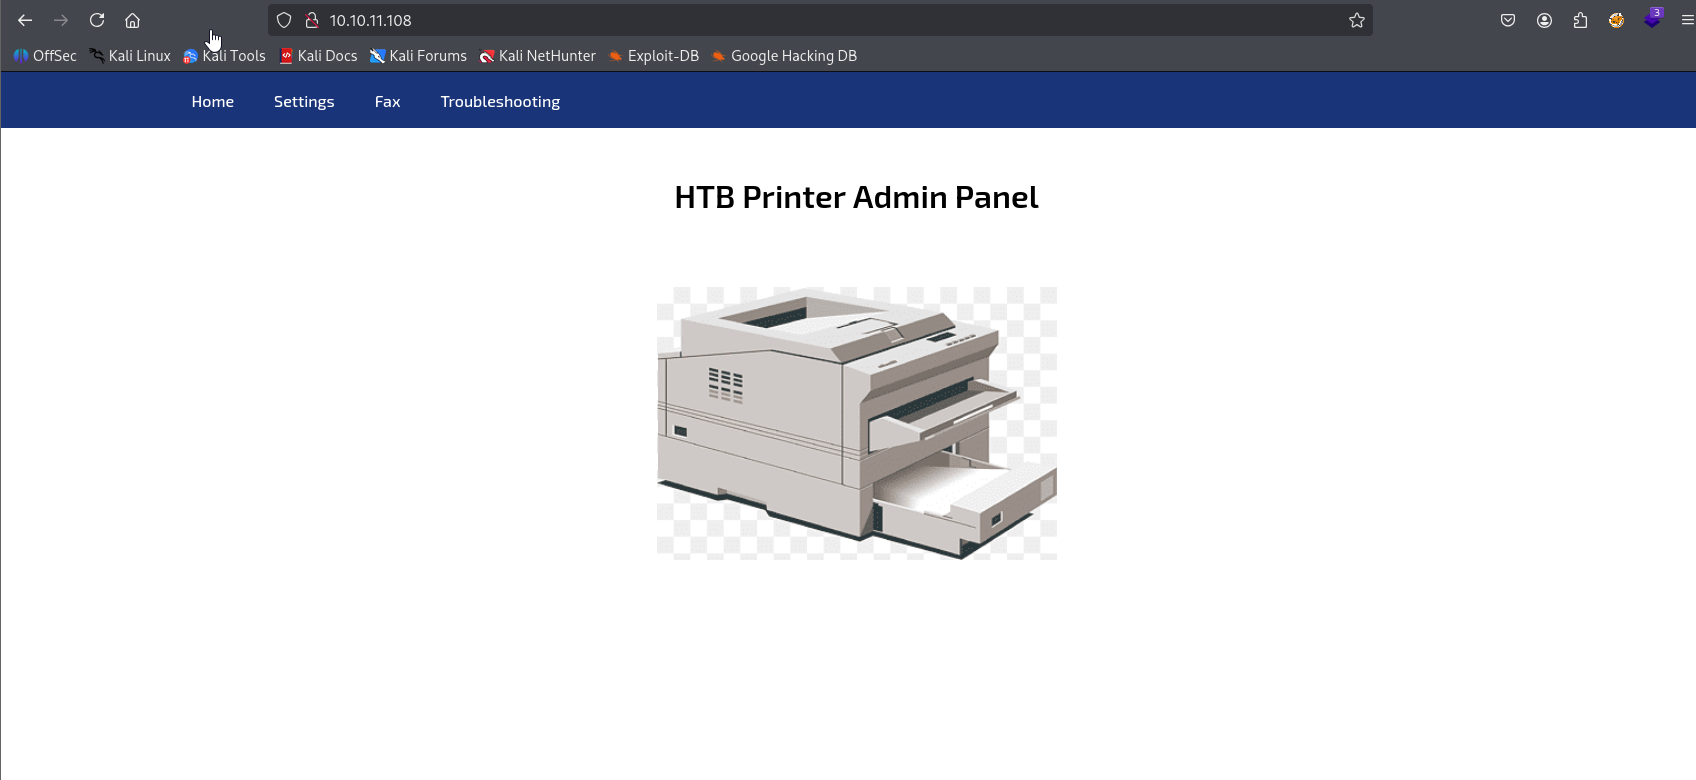 10.10.11.108
3
OffSec Kali Linux Kali Tools Kali Docs Kali Forums Kali NetHunter Exploit-DB Google Hacking DB
Home Settings Fax Troubleshooting
HTB Printer Admin Panel